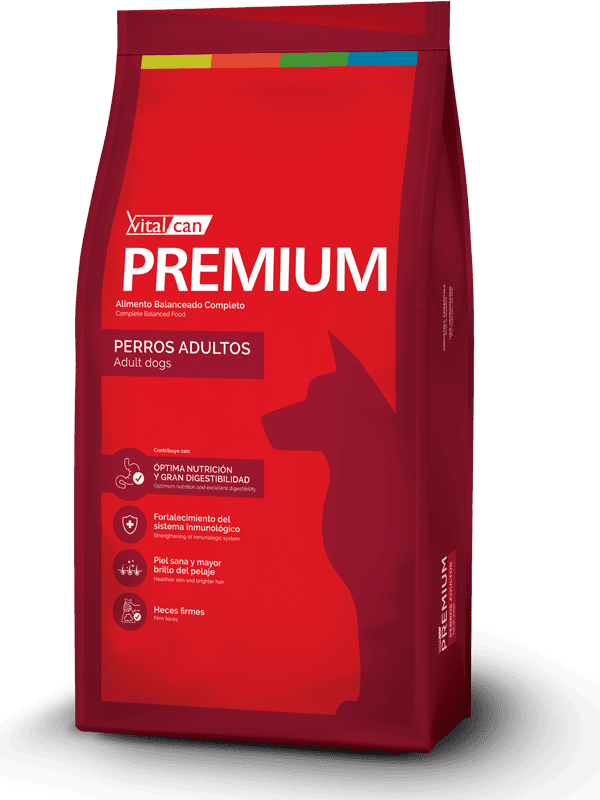 Vital can
PREMIUM
Alimento Balanceado Completo
Complete Balanced Food
PERROS ADULTOS
Adult dogs
Contribuye con:
ÓPTIMA NUTRICIÓN
Y GRAN DIGESTIBILIDAD
Optimum nutrition and excellent digestibility
Fortalecimiento del
sistema inmunológico
Strengthening of inmunologic system
Piel sana y mayor
brillo del pelaje
Healthier skin and brighter hair
Heces firmes
Firm feces
PREMIUM
PERROS ADULTOS